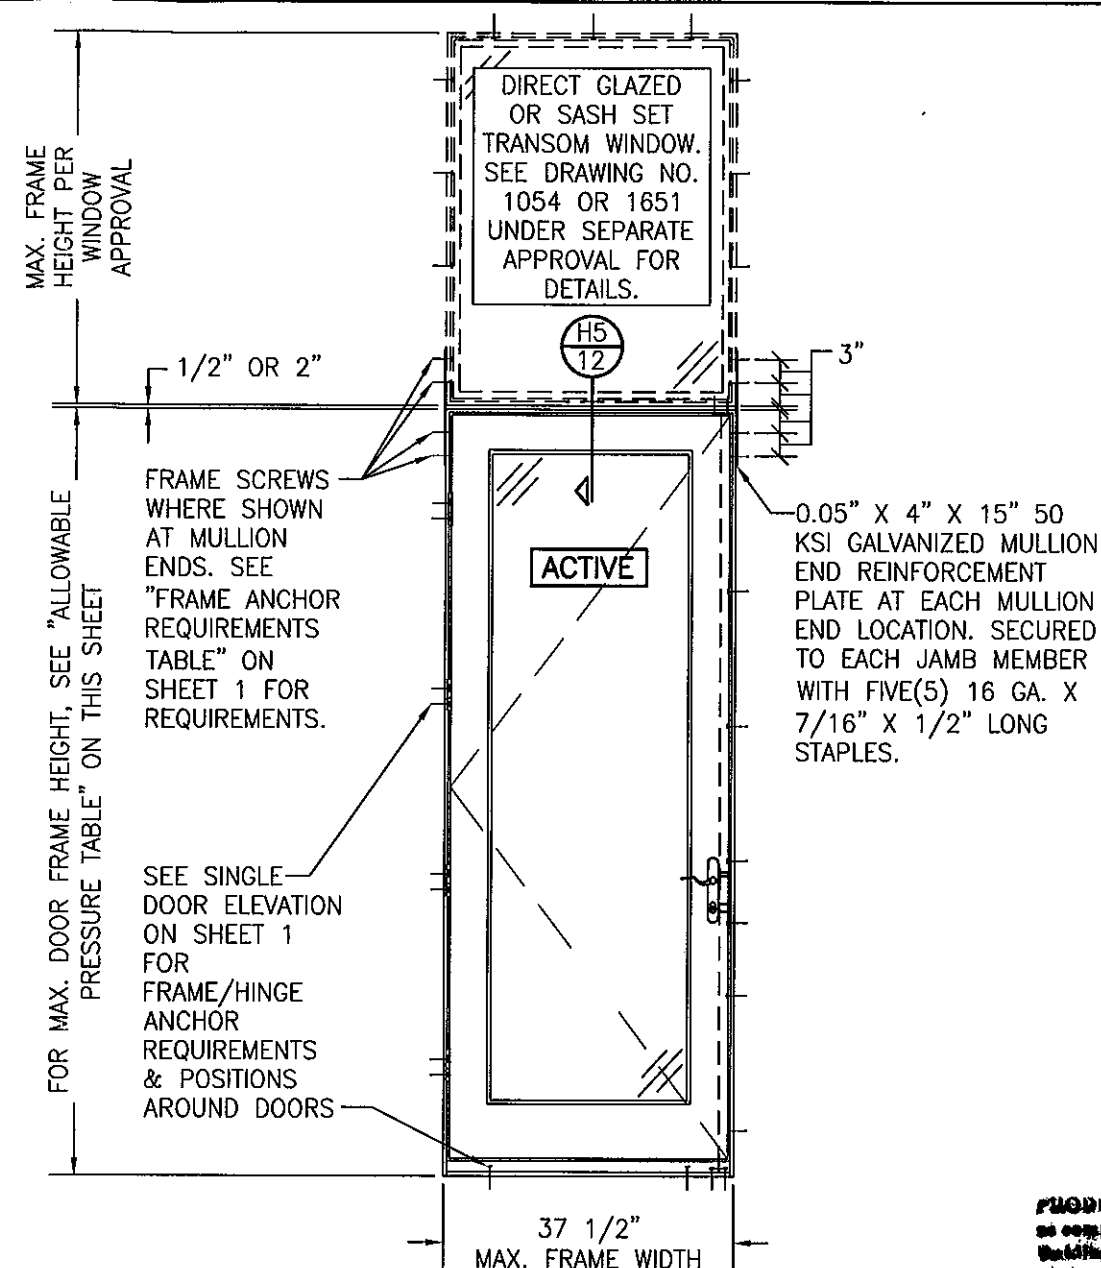 MAX. FRAME
HEIGHT PER
WINDOW
APPROVAL
DIRECT GLAZED
OR SASH SET
TRANSOM WINDOW.
SEE DRAWING NO.
1054 OR 1651
UNDER SEPARATE
APPROVAL FOR
DETAILS.
H5
12
1/2" OR 2"
3"
FRAME SCREWS
WHERE SHOWN
AT MULLION
ENDS. SEE
"FRAME ANCHOR
REQUIREMENTS
TABLE" ON
SHEET 1 FOR
REQUIREMENTS.
ACTIVE
0.05" X 4" X 15" 50
KSI GALVANIZED MULLION
END REINFORCEMENT
PLATE AT EACH MULLION
END LOCATION. SECURED
TO EACH JAMB MEMBER
WITH FIVE(5) 16 GA. X
7/16" X 1/2" LONG
STAPLES.
FOR MAX. DOOR FRAME HEIGHT, SEE "ALLOWABLE
PRESSURE TABLE" ON THIS SHEET
SEE SINGLE
DOOR ELEVATION
ON SHEET 1
FOR
FRAME/HINGE
ANCHOR
REQUIREMENTS
& POSITIONS
AROUND DOORS
37 1/2"
MAX. FRAME WIDTH